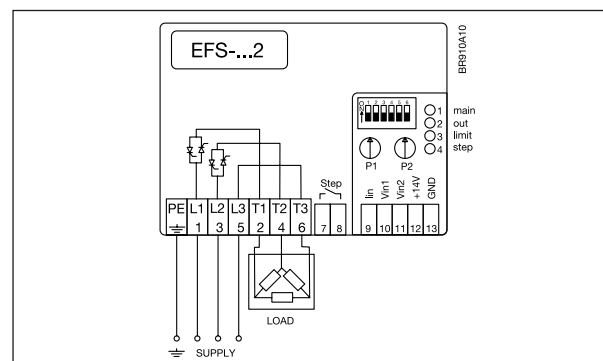 EFS-...2
BR910A10
NO
1 2 3 4 5 6
1 main
2 out
3 limit
4 step
P1 P2
Step
Iin Vin1 Vin2 +14V GND
PE L1 L2 L3 T1 T2 T3
1 3 5 2 4 6
7 8
9 10 11 12 13
LOAD
SUPPLY